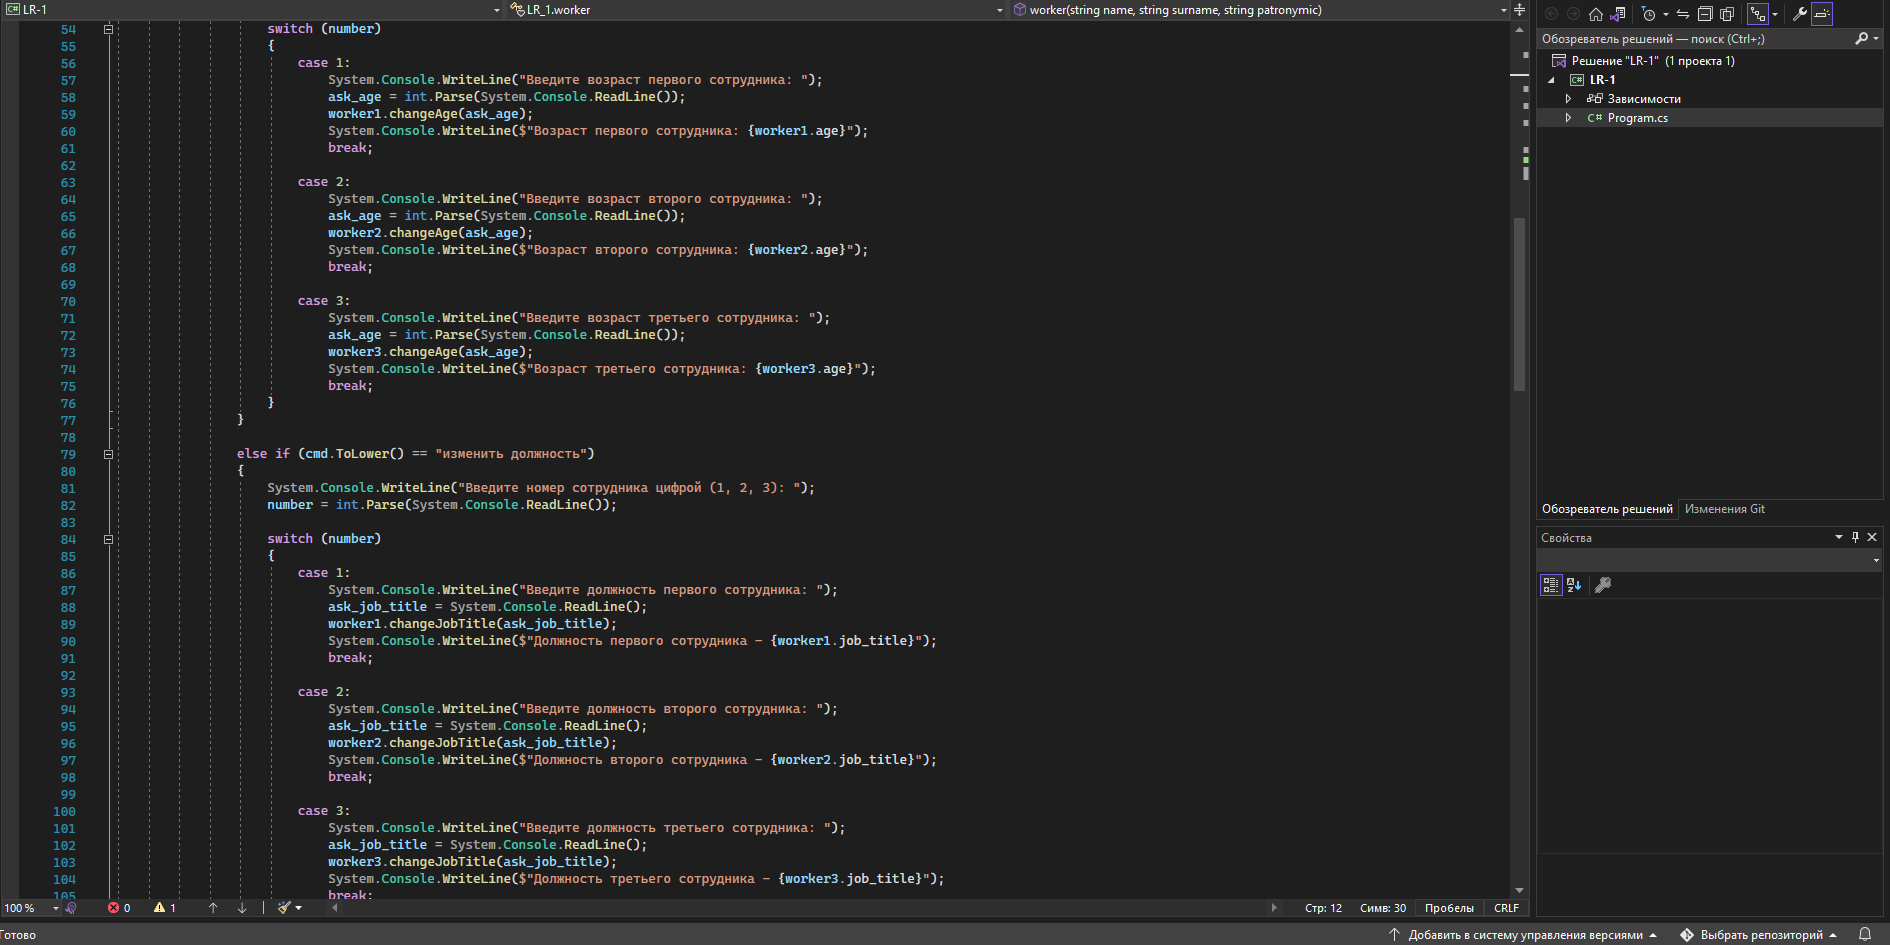 LR-1
LR_1.worker
worker(string name, string surname, string patronymic)
54 switch (number)
55 {
56 case 1:
57 System.Console.WriteLine("Введите возраст первого сотрудника: ");
58 ask_age = int.Parse(System.Console.ReadLine());
59 worker1.changeAge(ask_age);
60 System.Console.WriteLine($"Возраст первого сотрудника: {worker1.age}");
61 break;
62
63 case 2:
64 System.Console.WriteLine("Введите возраст второго сотрудника: ");
65 ask_age = int.Parse(System.Console.ReadLine());
66 worker2.changeAge(ask_age);
67 System.Console.WriteLine($"Возраст второго сотрудника: {worker2.age}");
68 break;
69
70 case 3:
71 System.Console.WriteLine("Введите возраст третьего сотрудника: ");
72 ask_age = int.Parse(System.Console.ReadLine());
73 worker3.changeAge(ask_age);
74 System.Console.WriteLine($"Возраст третьего сотрудника: {worker3.age}");
75 break;
76 }
77 }
78
79 else if (cmd.ToLower() == "изменить должность")
80 {
81 System.Console.WriteLine("Введите номер сотрудника цифрой (1, 2, 3): ");
82 number = int.Parse(System.Console.ReadLine());
83
84 switch (number)
85 {
86 case 1:
87 System.Console.WriteLine("Введите должность первого сотрудника: ");
88 ask_job_title = System.Console.ReadLine();
89 worker1.changeJobTitle(ask_job_title);
90 System.Console.WriteLine($"Должность первого сотрудника - {worker1.job_title}");
91 break;
92
93 case 2:
94 System.Console.WriteLine("Введите должность второго сотрудника: ");
95 ask_job_title = System.Console.ReadLine();
96 worker2.changeJobTitle(ask_job_title);
97 System.Console.WriteLine($"Должность второго сотрудника - {worker2.job_title}");
98 break;
99
100 case 3:
101 System.Console.WriteLine("Введите должность третьего сотрудника: ");
102 ask_job_title = System.Console.ReadLine();
103 worker3.changeJobTitle(ask_job_title);
104 System.Console.WriteLine($"Должность третьего сотрудника - {worker3.job_title}");
105 break;
100 %
0
1
Стр: 12
Симв: 30
Пробелы
CRLF
Обозреватель решений — поиск (Ctrl+;)
Решение "LR-1" (1 проекта 1)
C# LR-1
Зависимости
C# Program.cs
Обозреватель решений
Изменения Git
Свойства
Готово
Добавить в систему управления версиями
Выбрать репозиторий